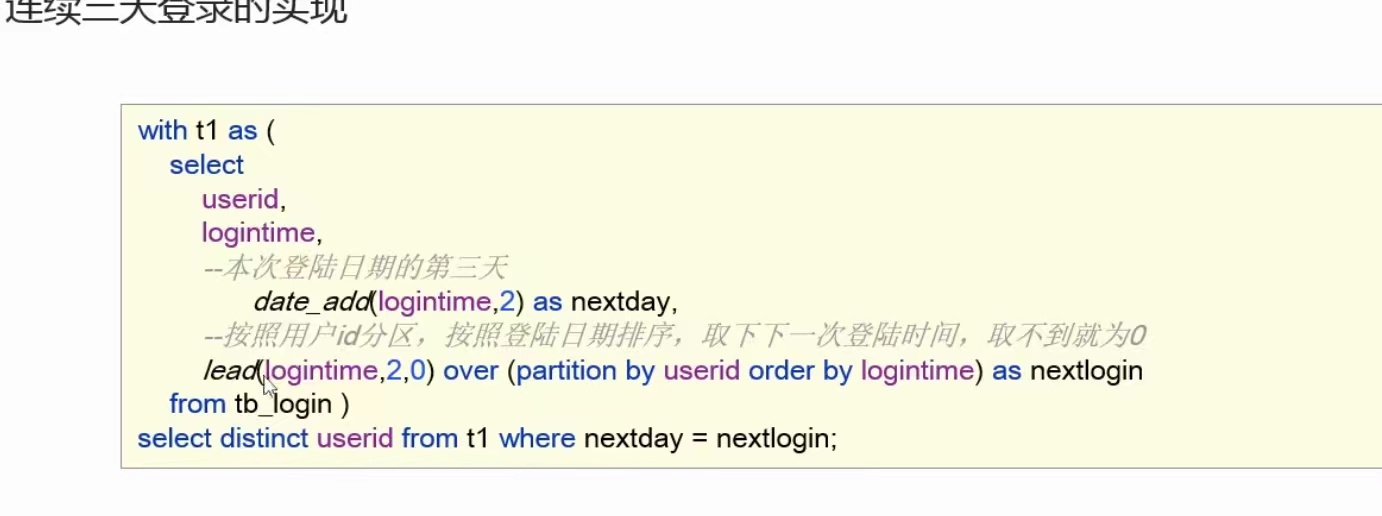 连续三天登录的实现
with t1 as (
select
userid,
logintime,
--本次登陆日期的第三天
date_add(logintime,2) as nextday,
--按照用户id分区，按照登陆日期排序，取下下一次登陆时间，取不到就为0
lead(logintime,2,0) over (partition by userid order by logintime) as nextlogin
from tb_login )
select distinct userid from t1 where nextday = nextlogin;